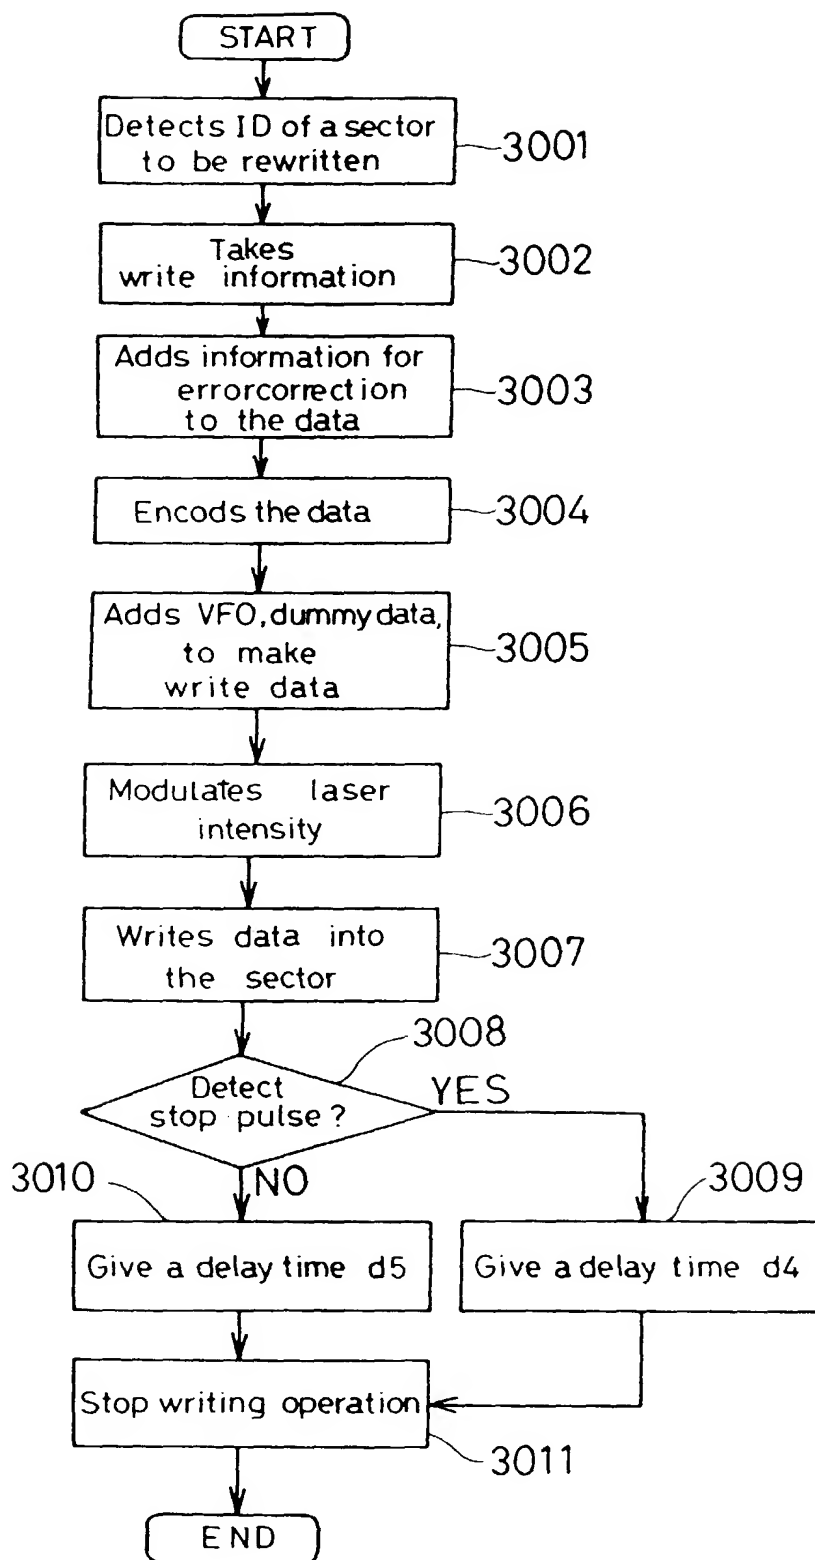 START
Detects ID of a sector
to be rewritten
3001
Takes
write information
3002
Adds information for
errorcorrection
to the data
3003
Encods the data
3004
Adds VFO, dummy data,
to make
write data
3005
Modulates laser
intensity
3006
Writes data into
the sector
3007
3008
Detect
stop pulse?
YES
NO
3010
3009
Give a delay time d5
Give a delay time d4
Stop writing operation
3011
END